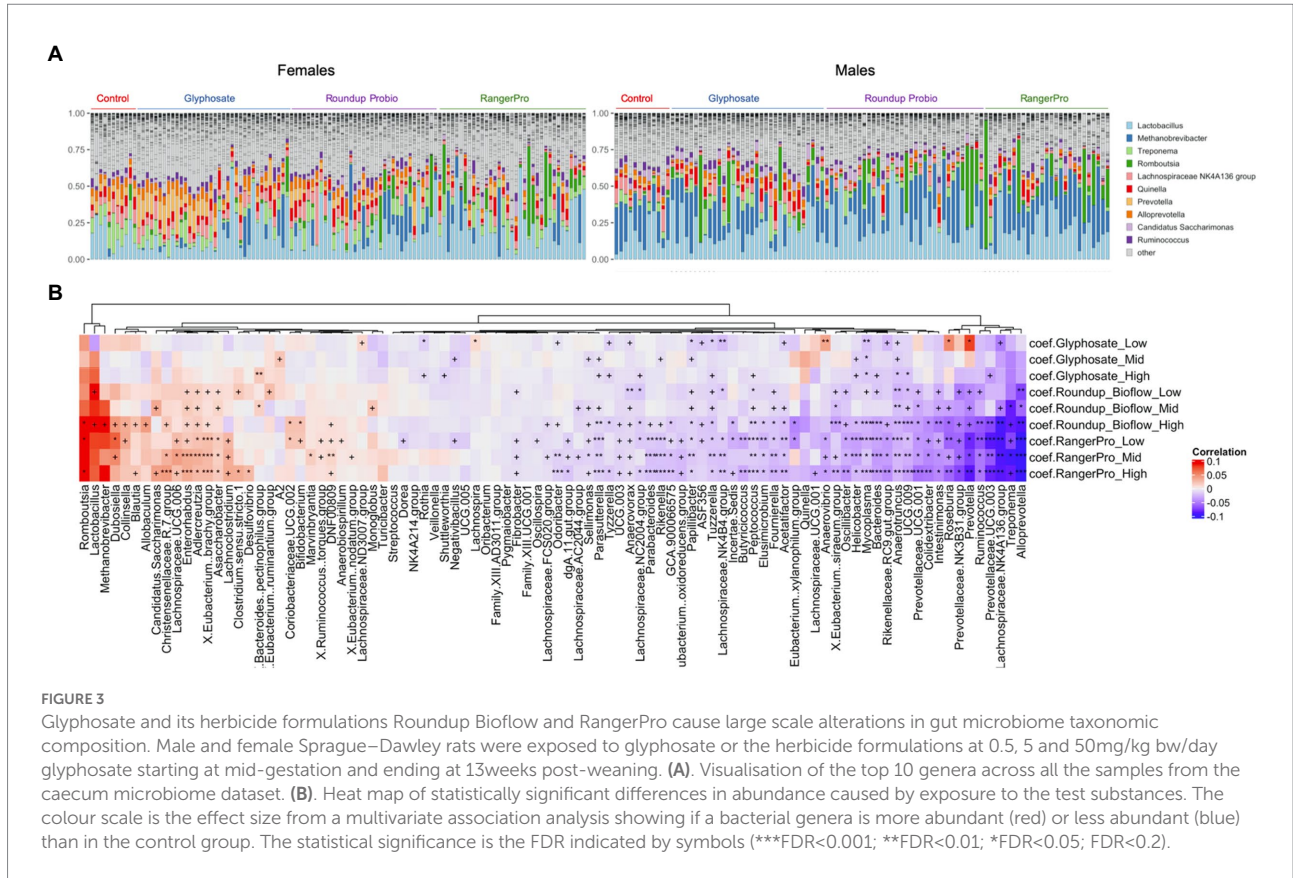 A
Females
Males
Control
Glyphosate
Roundup Probio
RangerPro
Control
Glyphosate
Roundup Probio
RangerPro
1.00
0.75
0.50
0.25
0.00
1.00
0.75
0.50
0.25
0.00
Lactobacillus
Methanobrevibacter
Treponema
Romboutsia
Lachnospiraceae NK4A136 group
Quinella
Prevotella
Alloprevotella
Candidatus Saccharimonas
Ruminococcus
other
B
coef.Glyphosate_Low
coef.Glyphosate_Mid
coef.Glyphosate_High
coef.Roundup_Bioflow_Low
coef.Roundup_Bioflow_Mid
coef.Roundup_Bioflow_High
coef.RangerPro_Low
coef.RangerPro_Mid
coef.RangerPro_High
Correlation
0.1
0.05
0
-0.05
-0.1
Romboutsia
Lactobacillus
Methanobrevibacter
Dubosiella
Collinsella
Blautia
Allobaculum
Candidatus.Saccharimonas
Christensenellaceae.R.7.group
Lachnospiraceae.UCG.006
Enterorhabdus
Adlercreutzia
X.Eubacterium..brachy.group
Asaccharobacter
Lachnoclostridium
Clostridium.sensu.stricto.1
Desulfovibrio
.Bacteroides..pectinophilus.group
..Eubacterium..ruminantium.group
A2
Coriobacteriaceae.UCG.002
Bifidobacterium
Marvinbryantia
X.Ruminococcus..torques.group
DNF00809
Anaerobiospirillum
X.Eubacterium..nodatum.group
Lachnospiraceae.ND3007.group
Monoglobus
Turicibacter
Streptococcus
Dorea
NK4A214.group
Rothia
Veillonella
Shuttleworthia
Negativibacillus
UCG.005
Lachnospira
Oribacterium
Family.XIII.AD3011.group
Pygmaiobacter
Fibrobacter
Family.XIII.UCG.001
Oscillospira
Lachnospiraceae.FCS020.group
Odoribacter
dgA.11.gut.group
Lachnospiraceae.AC2044.group
Sellimonas
Parasutterella
Tyzzerella
UCG.003
Anaerovorax
Lachnospiraceae.NC2004.group
Parabacteroides
Rikenella
GCA.900066575
ubacterium..oxidoreducens.group
Papillibacter
ASF356
Tuzzerella
Lachnospiraceae.NK4B4.group
Incertae.Sedis
Butyricicoccus
Peptococcus
Elusimicrobium
Fournierella
Acetatifactor
Eubacterium..xylanophilum.group
Quinella
Lachnospiraceae.UCG.001
Anaerovibrio
X.Eubacterium..siraeum.group
Oscillibacter
Helicobacter
Mycoplasma
Bacteroides
Rikenellaceae.RC9.gut.group
Anaerotruncus
UCG.009
Prevotellaceae.UCG.001
Colidextribacter
Intestinimonas
Roseburia
Prevotellaceae.NK3B31.group
Prevotella
Ruminococcus
Prevotellaceae.UCG.003
Lachnospiraceae.NK4A136.group
Treponema
Alloprevotella
FIGURE 3
Glyphosate and its herbicide formulations Roundup Bioflow and RangerPro cause large scale alterations in gut microbiome taxonomic
composition. Male and female Sprague–Dawley rats were exposed to glyphosate or the herbicide formulations at 0.5, 5 and 50mg/kg bw/day
glyphosate starting at mid-gestation and ending at 13weeks post-weaning. (A). Visualisation of the top 10 genera across all the samples from the
caecum microbiome dataset. (B). Heat map of statistically significant differences in abundance caused by exposure to the test substances. The
colour scale is the effect size from a multivariate association analysis showing if a bacterial genera is more abundant (red) or less abundant (blue)
than in the control group. The statistical significance is the FDR indicated by symbols (***FDR<0.001; **FDR<0.01; *FDR<0.05; FDR<0.2).